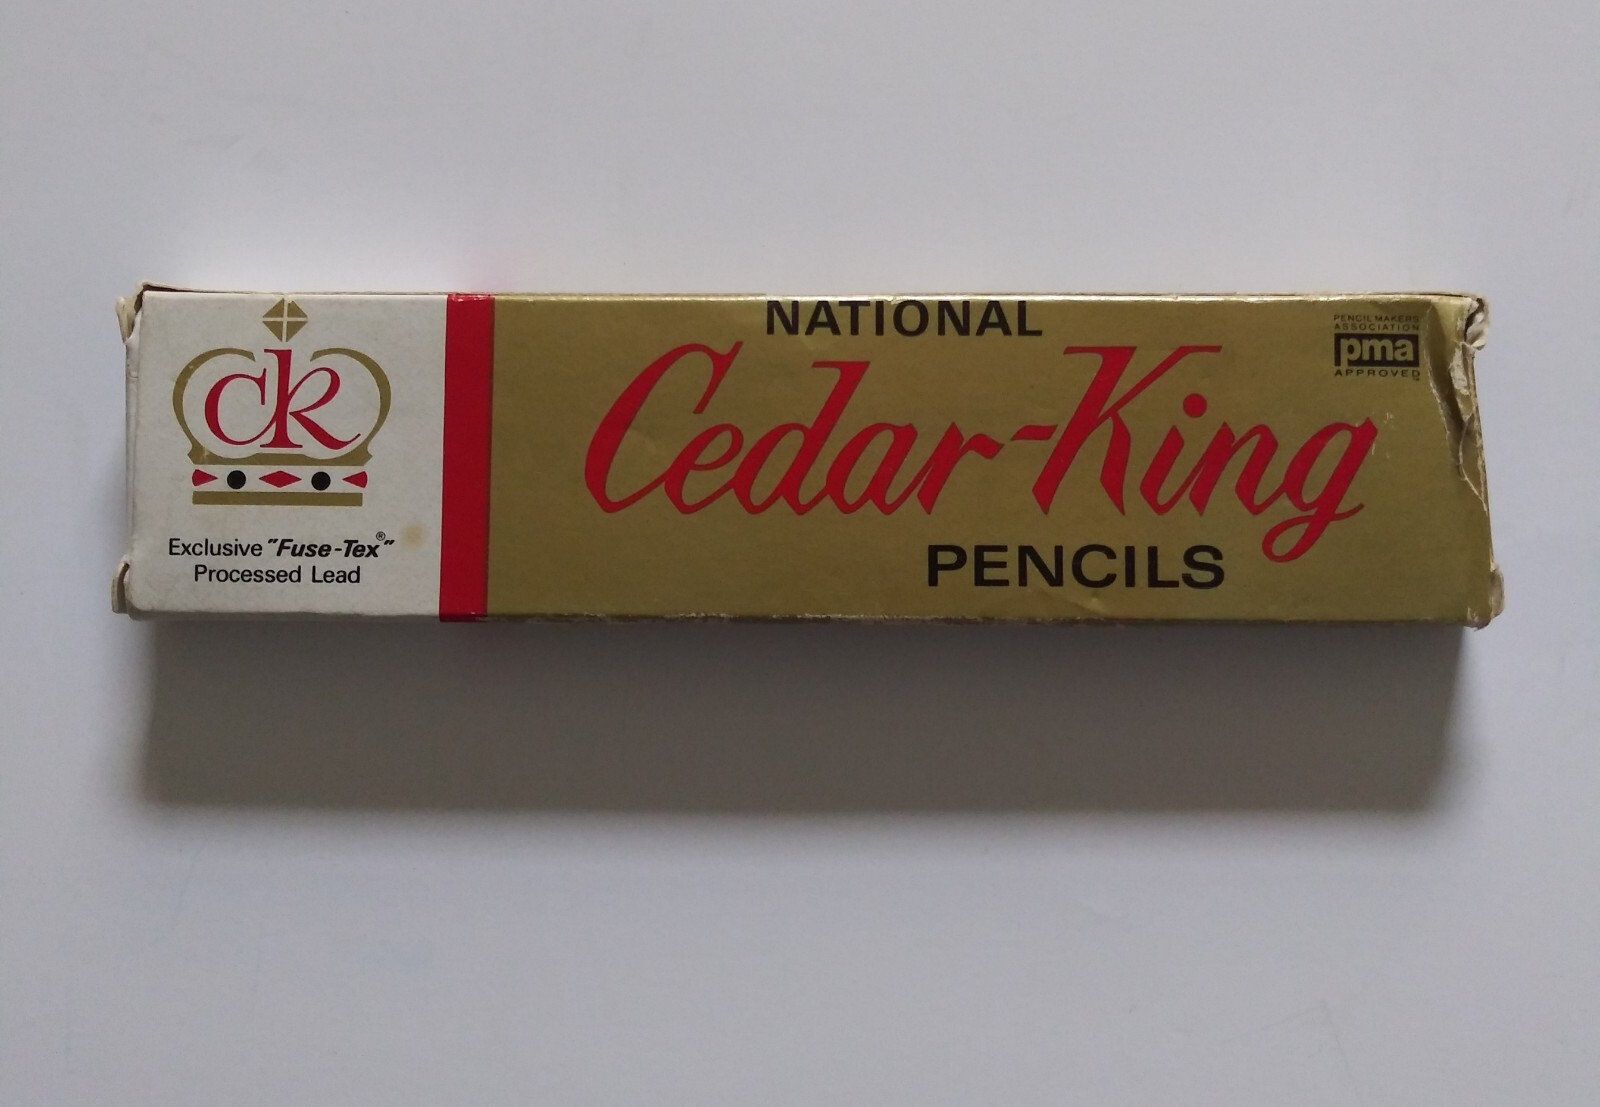 ck
Exclusive "Fuse-Tex®"
Processed Lead
NATIONAL
Cedar-King
PENCILS
PENCIL MAKERS
ASSOCIATION
pma
APPROVED